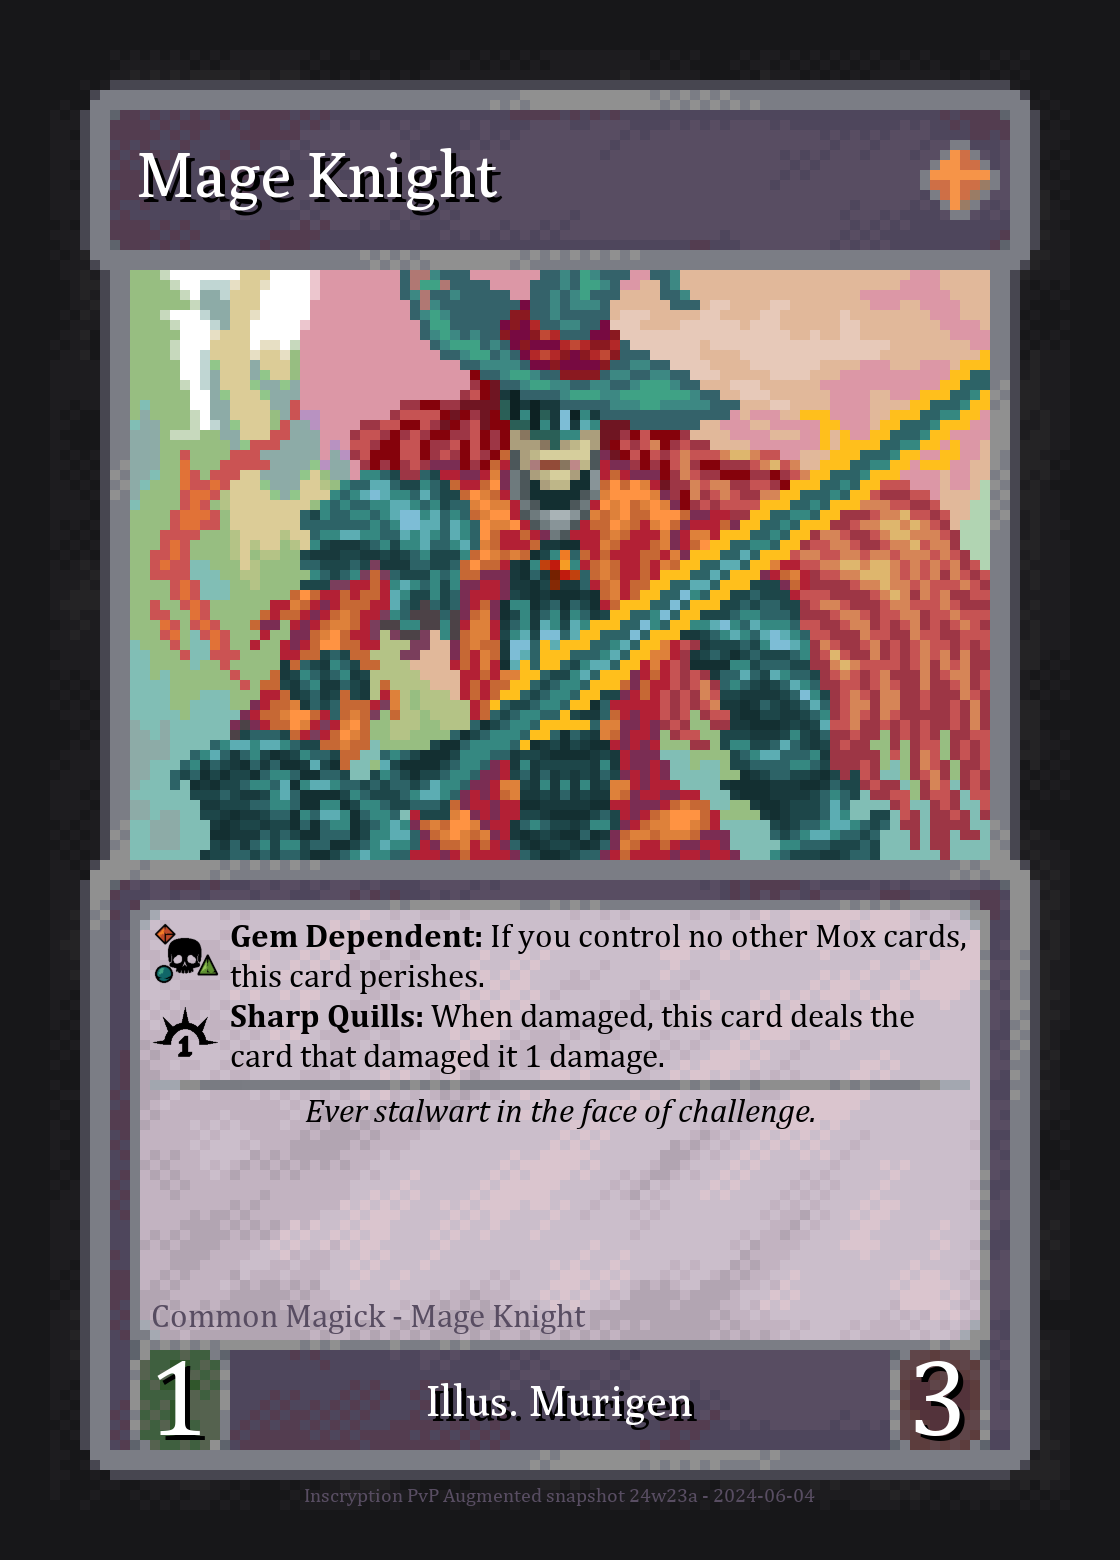 Mage Knight
Gem Dependent: If you control no other Mox cards,
this card perishes.
Sharp Quills: When damaged, this card deals the
card that damaged it 1 damage.
1
Ever stalwart in the face of challenge.
Common Magick - Mage Knight
1
Illus. Murigen
3
Inscryption PvP Augmented snapshot 24w23a - 2024-06-04